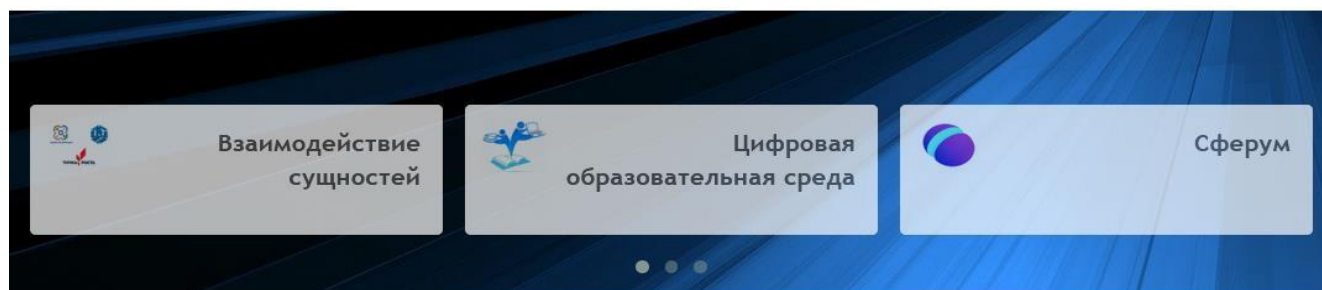 Взаимодействие
сущностей
Цифровая
образовательная среда
Сферум